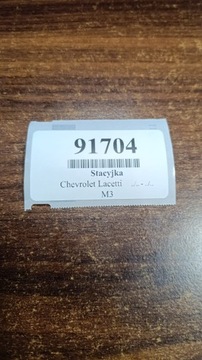 91704
Stacyjka
Chevrolet Lacetti
M3